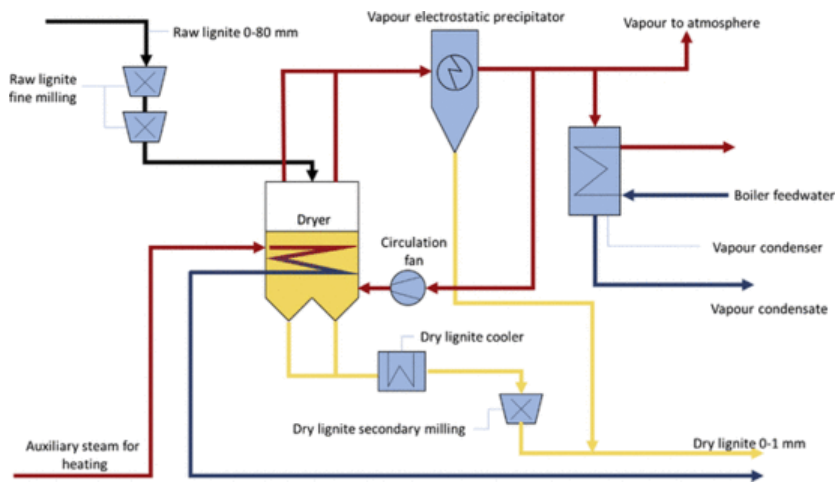 Vapour electrostatic precipitator
Vapour to atmosphere
Raw lignite 0-80 mm
Raw lignite
fine milling
Dryer
Circulation
fan
Boiler feedwater
Vapour condenser
Vapour condensate
Dry lignite cooler
Dry lignite secondary milling
Auxiliary steam for
heating
Dry lignite 0-1 mm